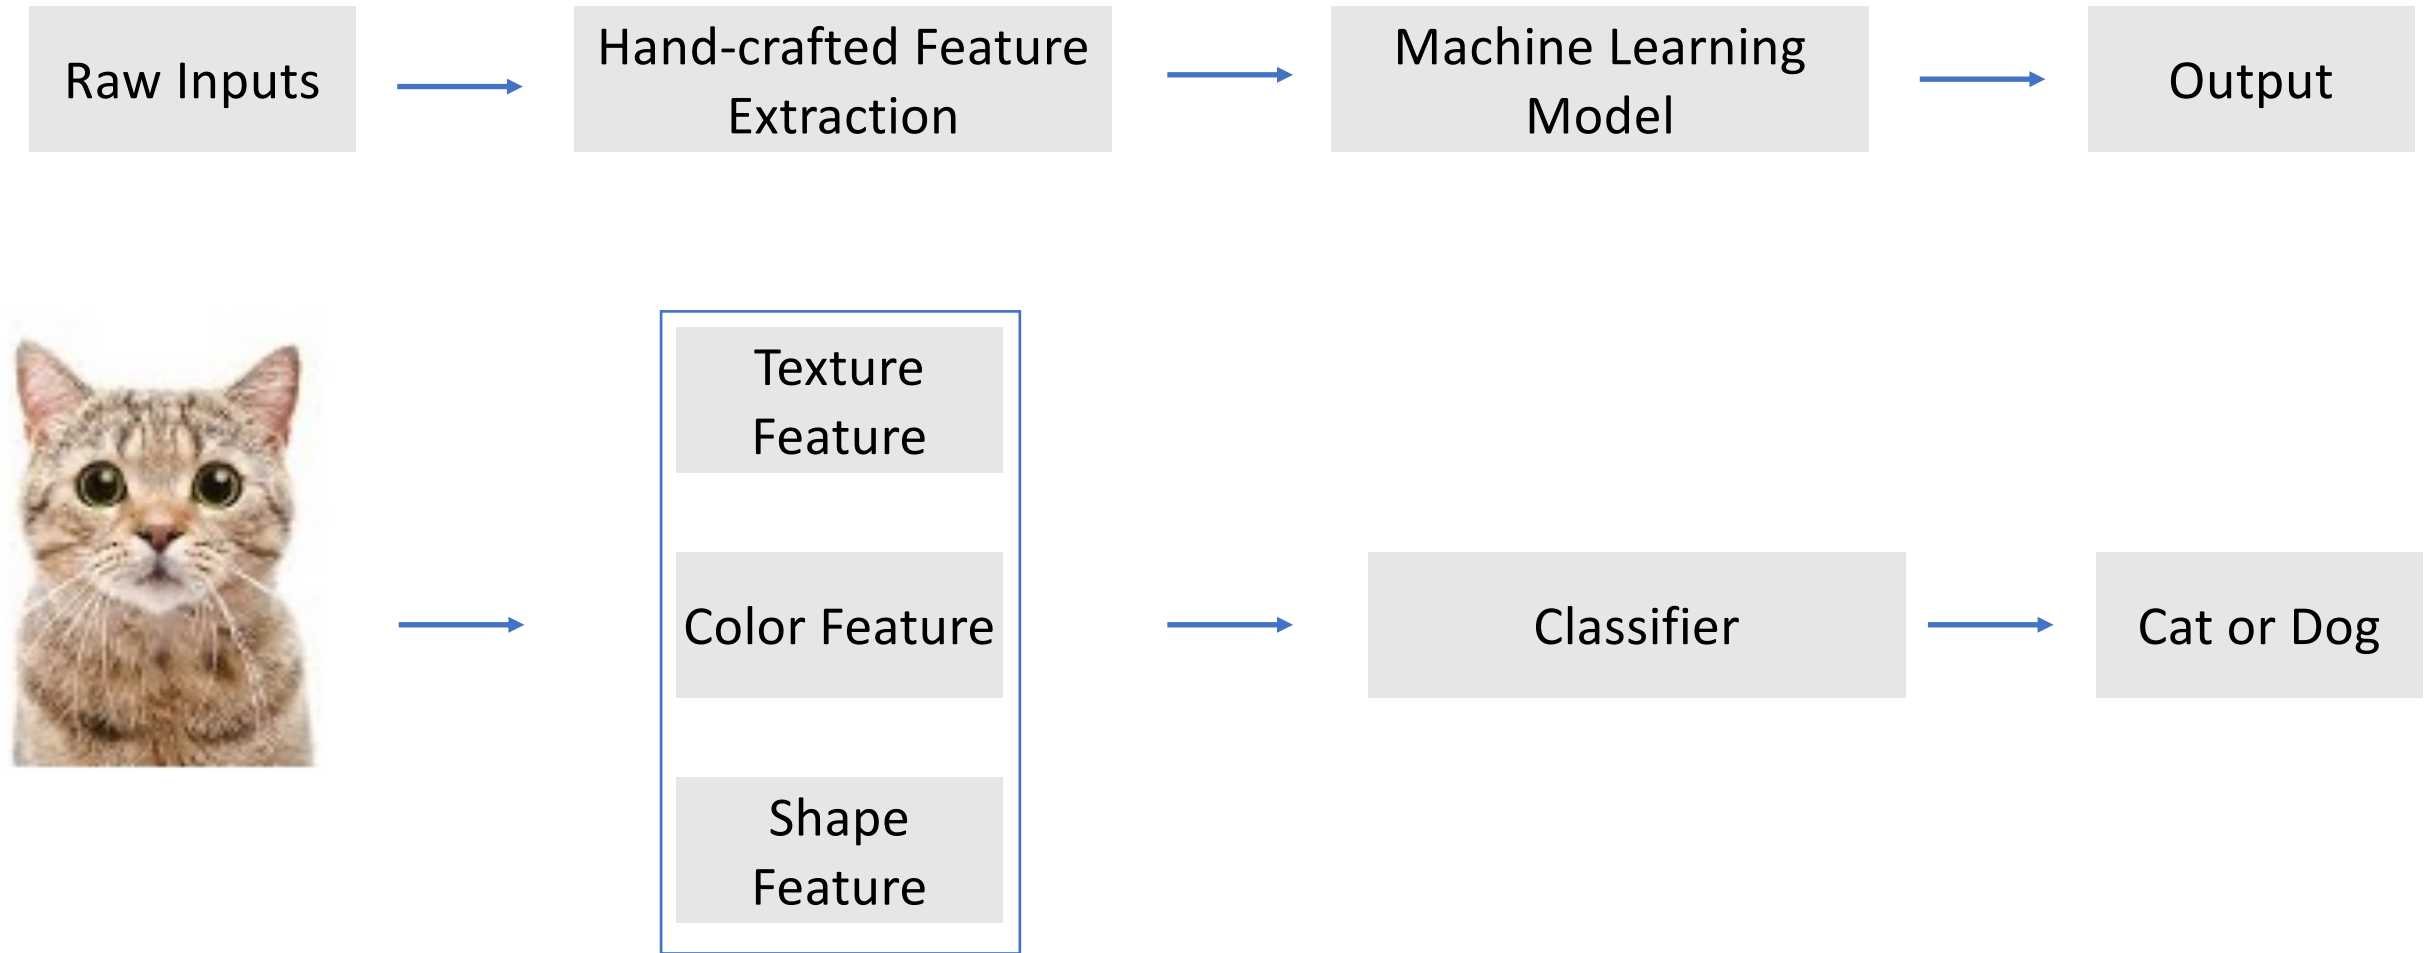 Raw Inputs
Hand-crafted Feature
Extraction
Machine Learning
Model
Output
Texture
Feature
Color Feature
Shape
Feature
Classifier
Cat or Dog